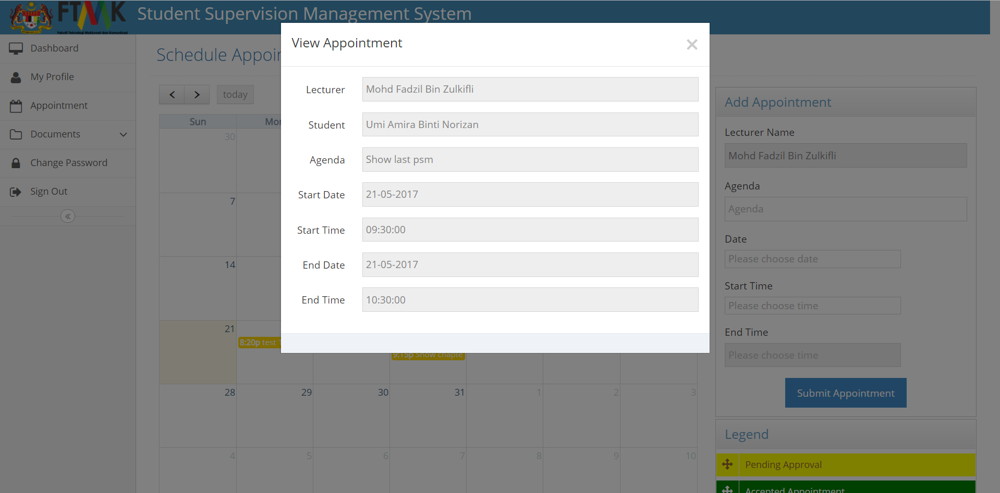 FTMK
Fakulti Teknologi Maklumat dan Komunikasi
Student Supervision Management System
Dashboard
My Profile
Appointment
Documents
Change Password
Sign Out
Schedule Appoi
today
Sun
Mo
30
7
14
21
8:20p test
9:15p Show chapte
28
29
30
31
1
2
3
4
5
6
7
8
9
10
View Appointment
Lecturer
Mohd Fadzil Bin Zulkifli
Student
Umi Amira Binti Norizan
Agenda
Show last psm
Start Date
21-05-2017
Start Time
09:30:00
End Date
21-05-2017
End Time
10:30:00
Add Appointment
Lecturer Name
Mohd Fadzil Bin Zulkifli
Agenda
Agenda
Date
Please choose date
Start Time
Please choose time
End Time
Please choose time
Submit Appointment
Legend
Pending Approval
Accepted Appointment